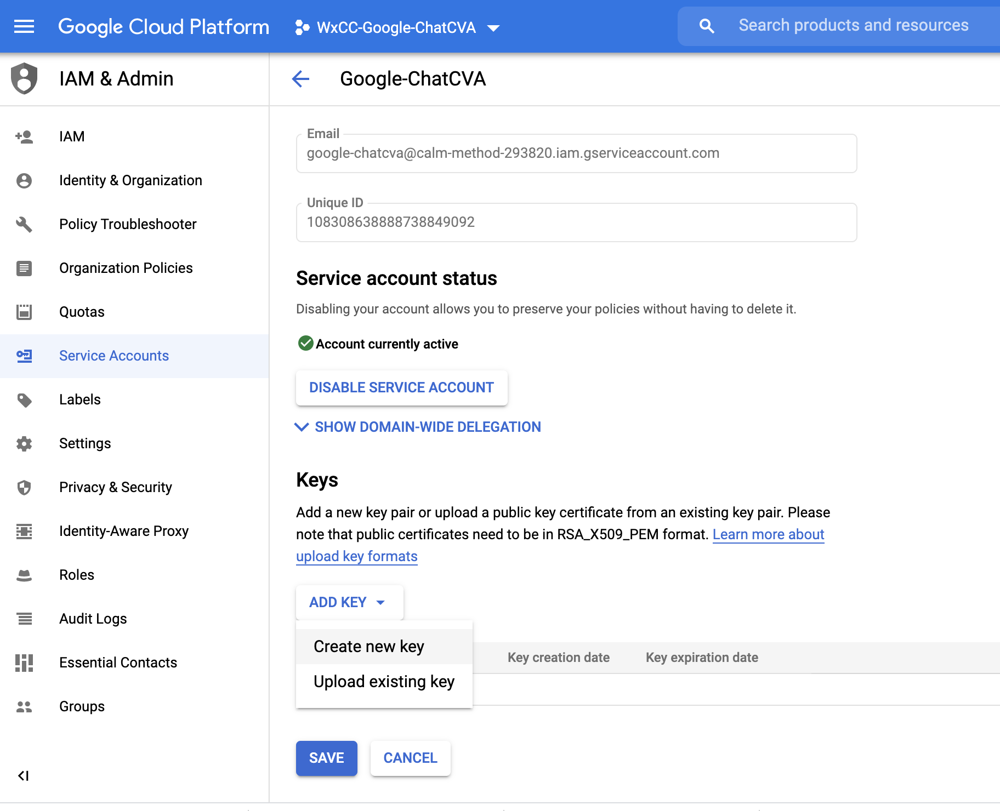 Google Cloud Platform
WxCC-Google-ChatCVA
Search products and resources
IAM & Admin
Google-ChatCVA
IAM
Identity & Organization
Policy Troubleshooter
Organization Policies
Quotas
Service Accounts
Labels
Settings
Privacy & Security
Identity-Aware Proxy
Roles
Audit Logs
Essential Contacts
Groups
Email
google-chatcva@calm-method-293820.iam.gserviceaccount.com
Unique ID
108308638888738849092
Service account status
Disabling your account allows you to preserve your policies without having to delete it.
Account currently active
DISABLE SERVICE ACCOUNT
SHOW DOMAIN-WIDE DELEGATION
Keys
Add a new key pair or upload a public key certificate from an existing key pair. Please
note that public certificates need to be in RSA_X509_PEM format. Learn more about
upload key formats
ADD KEY
Create new key
Upload existing key
Key creation date
Key expiration date
SAVE
CANCEL